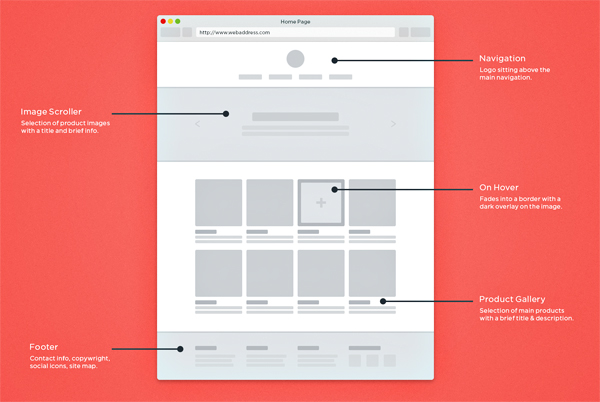 Home Page
http://www.webaddress.com
Navigation
Logo sitting above the
main navigation.
Image Scroller
Selection of product images
with a title and brief info.
On Hover
Fades into a border with a
dark overlay on the image.
Product Gallery
Selection of main products
with a brief title & description.
Footer
Contact info, copywright,
social icons, site map.